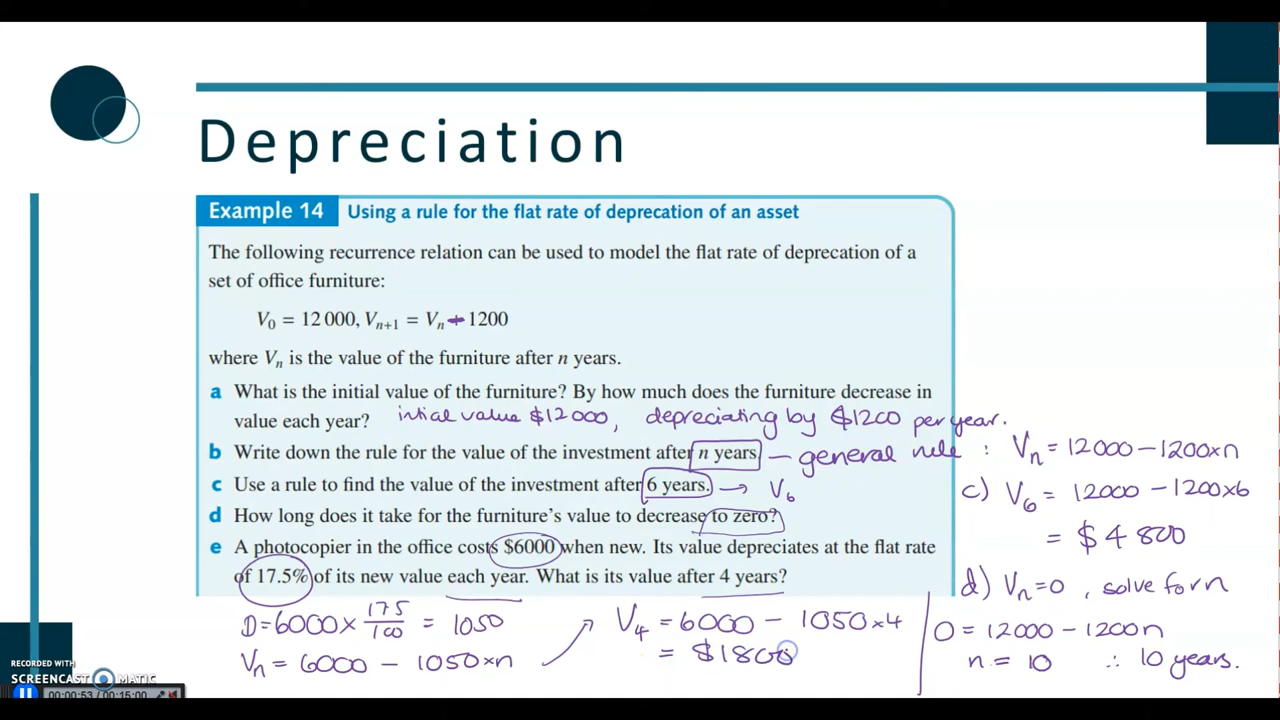 Depreciation
Example 14 Using a rule for the flat rate of deprecation of an asset
The following recurrence relation can be used to model the flat rate of deprecation of a
set of office furniture:
V₀ = 12 000, Vₙ₊₁ = Vₙ − 1200
where Vₙ is the value of the furniture after n years.
a What is the initial value of the furniture? By how much does the furniture decrease in
value each year? intial value $12000, depreciating by $1200 per year.
b Write down the rule for the value of the investment after n years. – general rule : Vₙ = 12000 − 1200×n
c Use a rule to find the value of the investment after 6 years. → V₆
c) V₆ = 12000 − 1200×6
= $4800
d How long does it take for the furniture's value to decrease to zero?
e A photocopier in the office costs $6000 when new. Its value depreciates at the flat rate
of 17.5% of its new value each year. What is its value after 4 years?
d) Vₙ=0 , solve for n
0 = 12000 − 1200n
n = 10 ∴ 10 years.
D=6000× 175/100 = 1050
Vₙ = 6000 − 1050×n
V₄ = 6000 − 1050×4
= $1800
RECORDED WITH
SCREENCAST MATIC
00:00:53 00:15:00